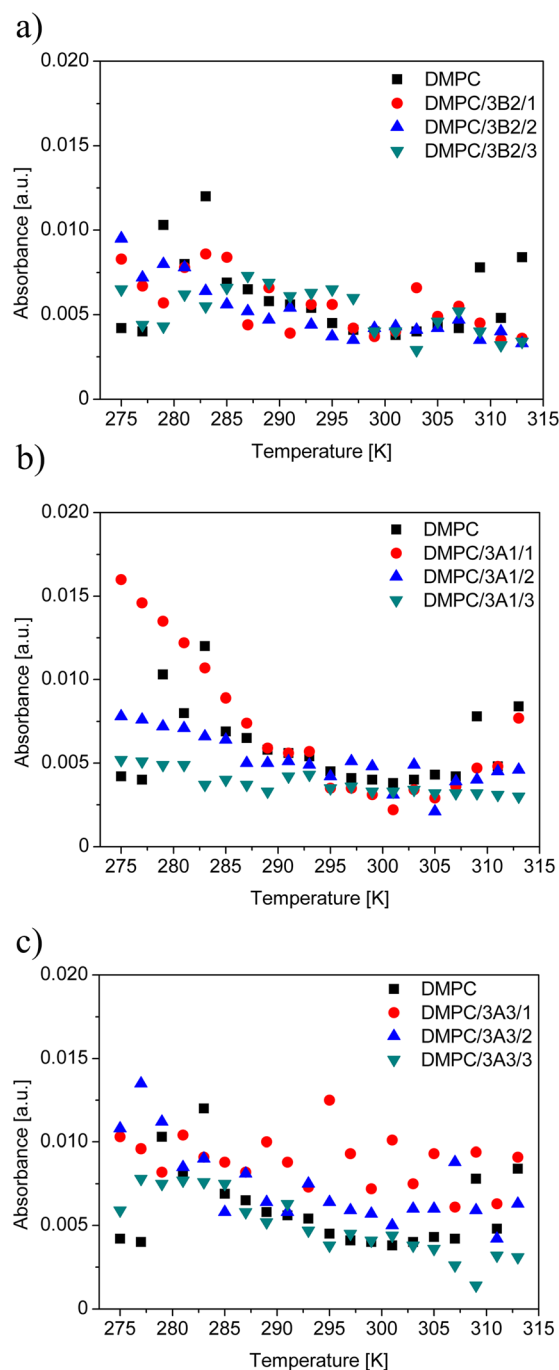 a)
0.020
0.015
0.010
0.005
0
Absorbance [a.u.]
DMPC
DMPC/3B2/1
DMPC/3B2/2
DMPC/3B2/3
275 280 285 290 295 300 305 310 315
Temperature [K]
b)
0.020
0.015
0.010
0.005
0
Absorbance [a.u.]
DMPC
DMPC/3A1/1
DMPC/3A1/2
DMPC/3A1/3
275 280 285 290 295 300 305 310 315
Temperature [K]
c)
0.020
0.015
0.010
0.005
0
Absorbance [a.u.]
DMPC
DMPC/3A3/1
DMPC/3A3/2
DMPC/3A3/3
275 280 285 290 295 300 305 310 315
Temperature [K]